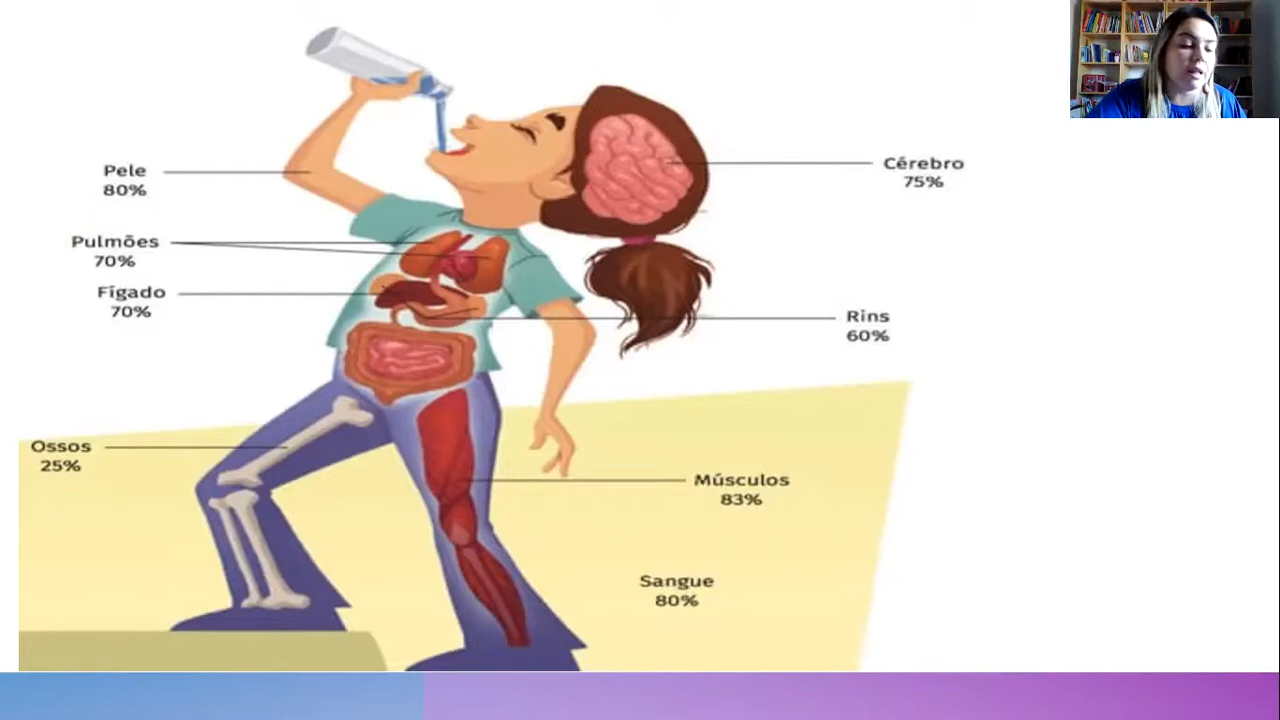 Pele
80%
Pulmões
70%
Fígado
70%
Ossos
25%
Cérebro
75%
Rins
60%
Músculos
83%
Sangue
80%